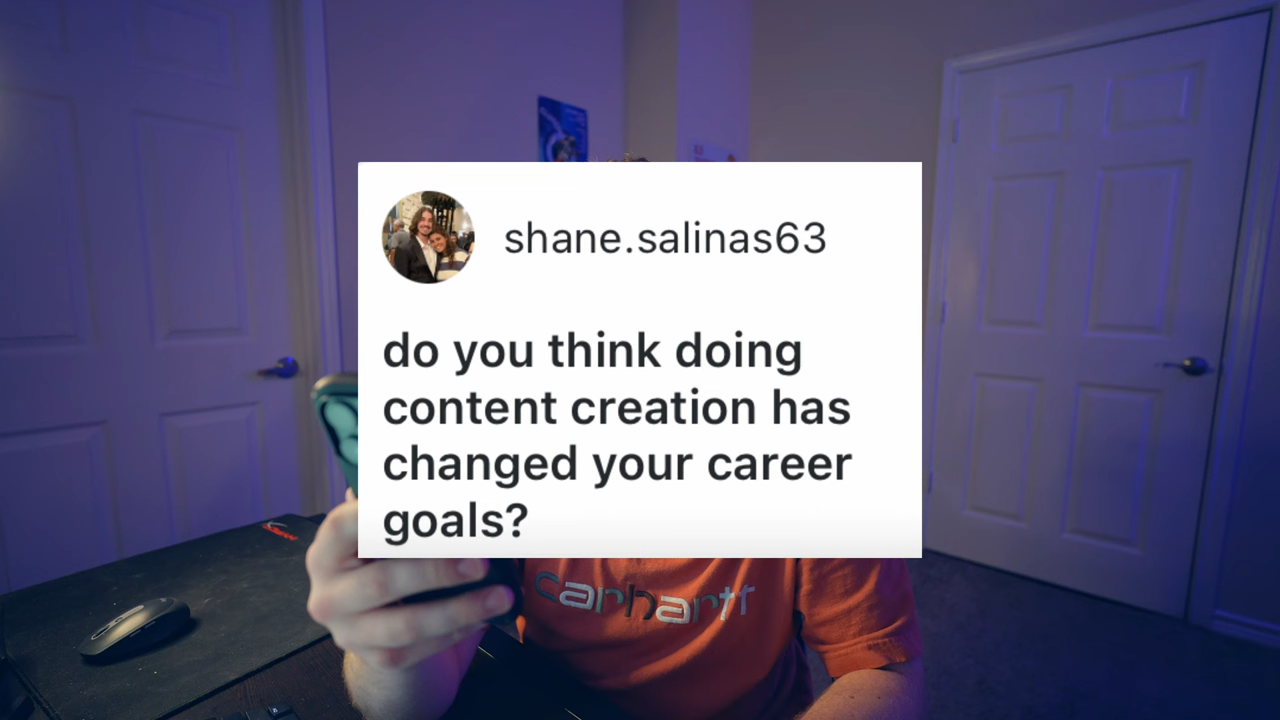 shane.salinas63
do you think doing
content creation has
changed your career
goals?
carhartt